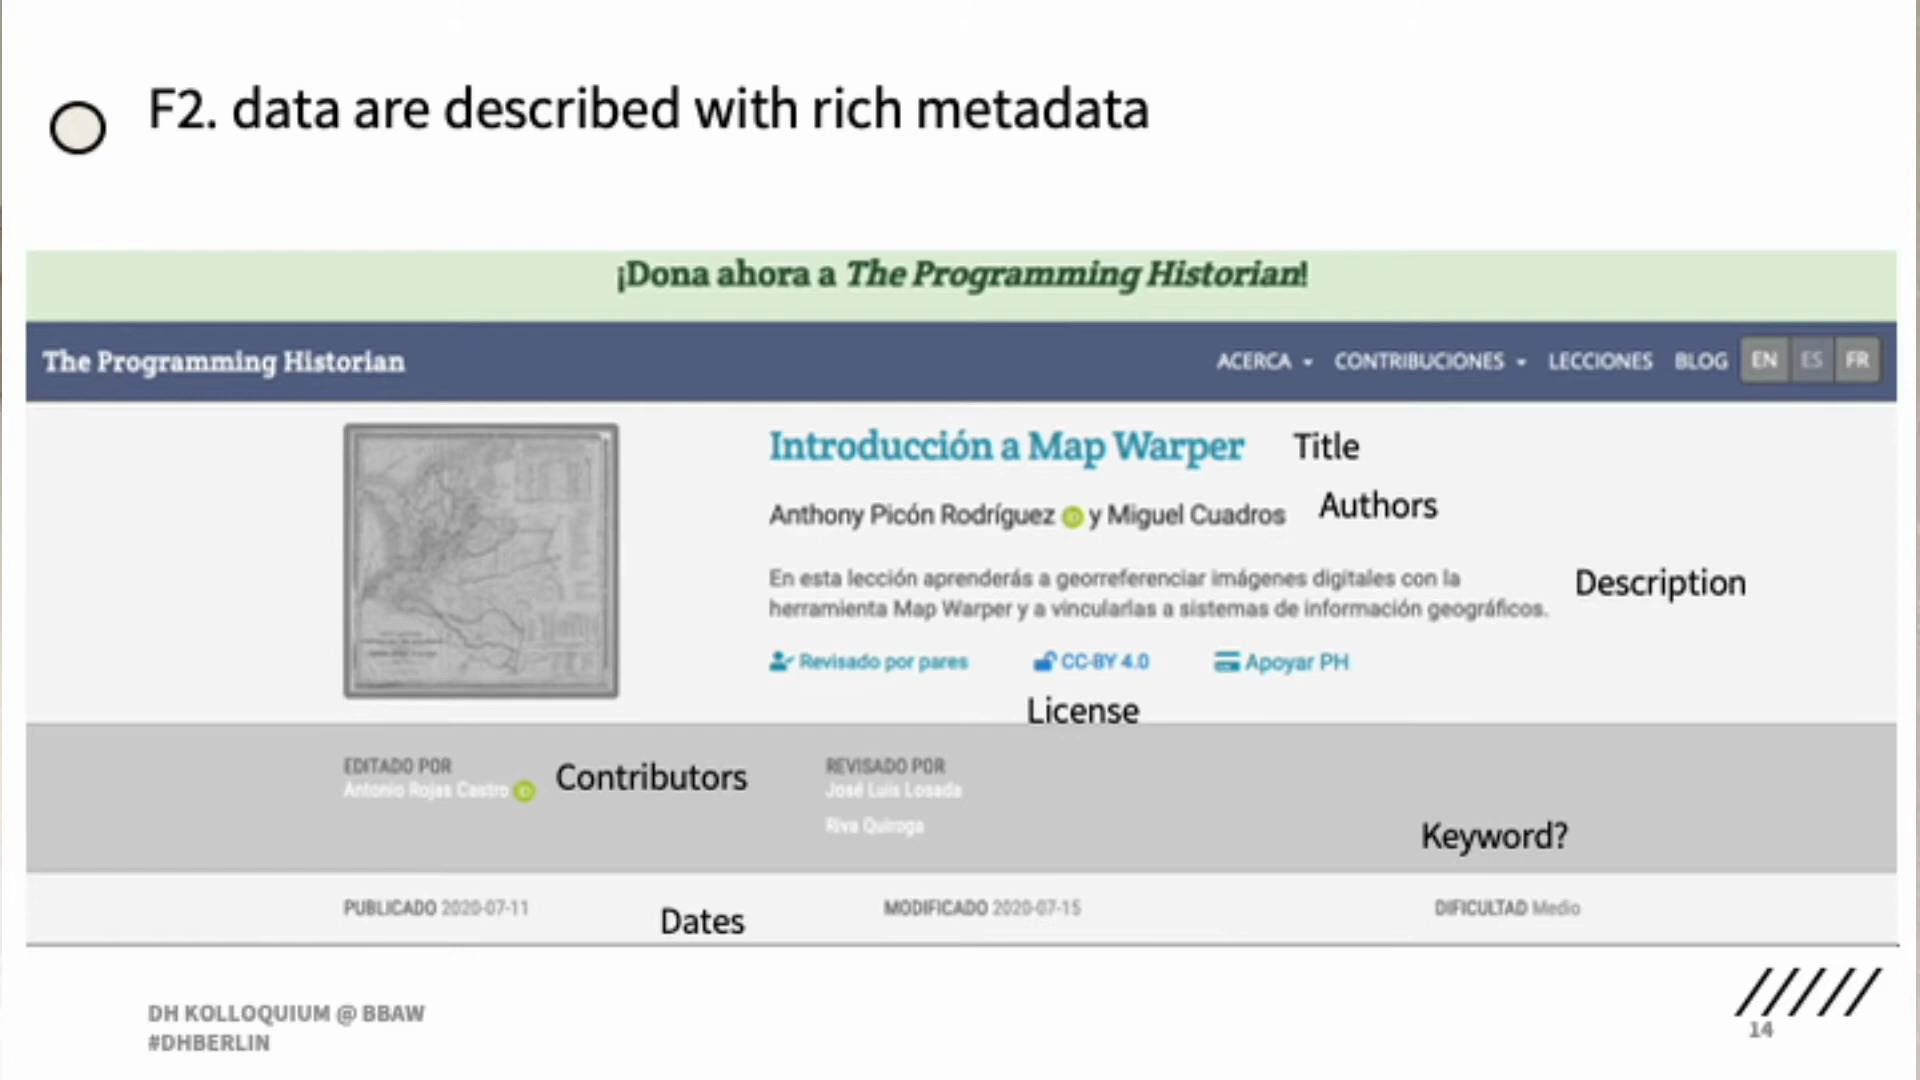 F2. data are described with rich metadata
¡Dona ahora a The Programming Historian!
The Programming Historian
ACERCA CONTRIBUCIONES LECCIONES BLOG EN ES FR
Introducción a Map Warper Title
Anthony Picón Rodríguez iD y Miguel Cuadros Authors
En esta lección aprenderás a georreferenciar imágenes digitales con la
herramienta Map Warper y a vincularlas a sistemas de información geográficos.
Description
Revisado por pares CC-BY 4.0 Apoyar PH
License
EDITADO POR
Antonio Rojas Castro iD
Contributors
REVISADO POR
José Luis Losada
Riva Quiroga
Keyword?
PUBLICADO 2020-07-11
Dates
MODIFICADO 2020-07-15
DIFICULTAD Medio
DH KOLLOQUIUM @ BBAW
#DHBERLIN
14